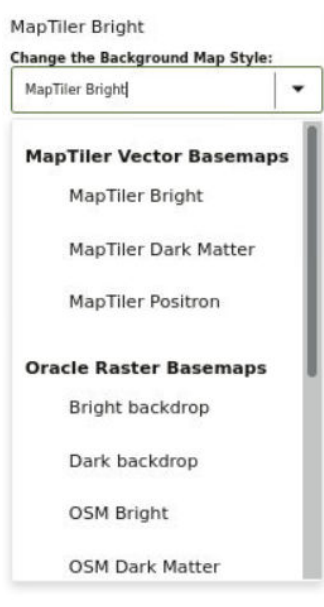 MapTiler Bright
Change the Background Map Style:
MapTiler Bright
MapTiler Vector Basemaps
MapTiler Bright
MapTiler Dark Matter
MapTiler Positron
Oracle Raster Basemaps
Bright backdrop
Dark backdrop
OSM Bright
OSM Dark Matter